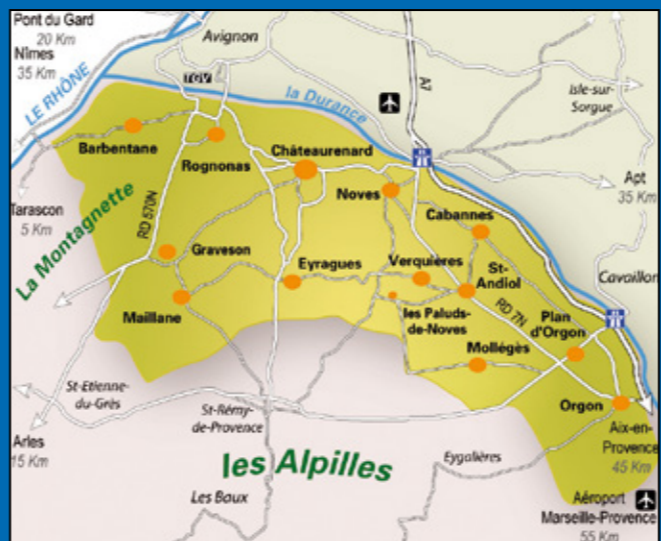 Pont du Gard
20 Km
Nîmes
35 Km
Avignon
LE RHÔNE
TGV
la Durance
A7
Isle-sur-
Sorgue
Barbentane
Rognonas
Châteaurenard
Noves
Apt
35 Km
Tarascon
5 Km
La Montagnette
RD 570N
Graveson
Cabannes
Cavaillon
Eyragues
Verquières
St-
Andiol
Maillane
les Paluds-
de-Noves
RD 7N
Plan
d'Orgon
Mollégès
St-Etienne-
du-Grès
St-Rémy-
de-Provence
Orgon
Arles
15 Km
Aix-en-
Provence
45 Km
les Alpilles
Eygalières
Les Baux
Aéroport
Marseille-Provence
55 Km